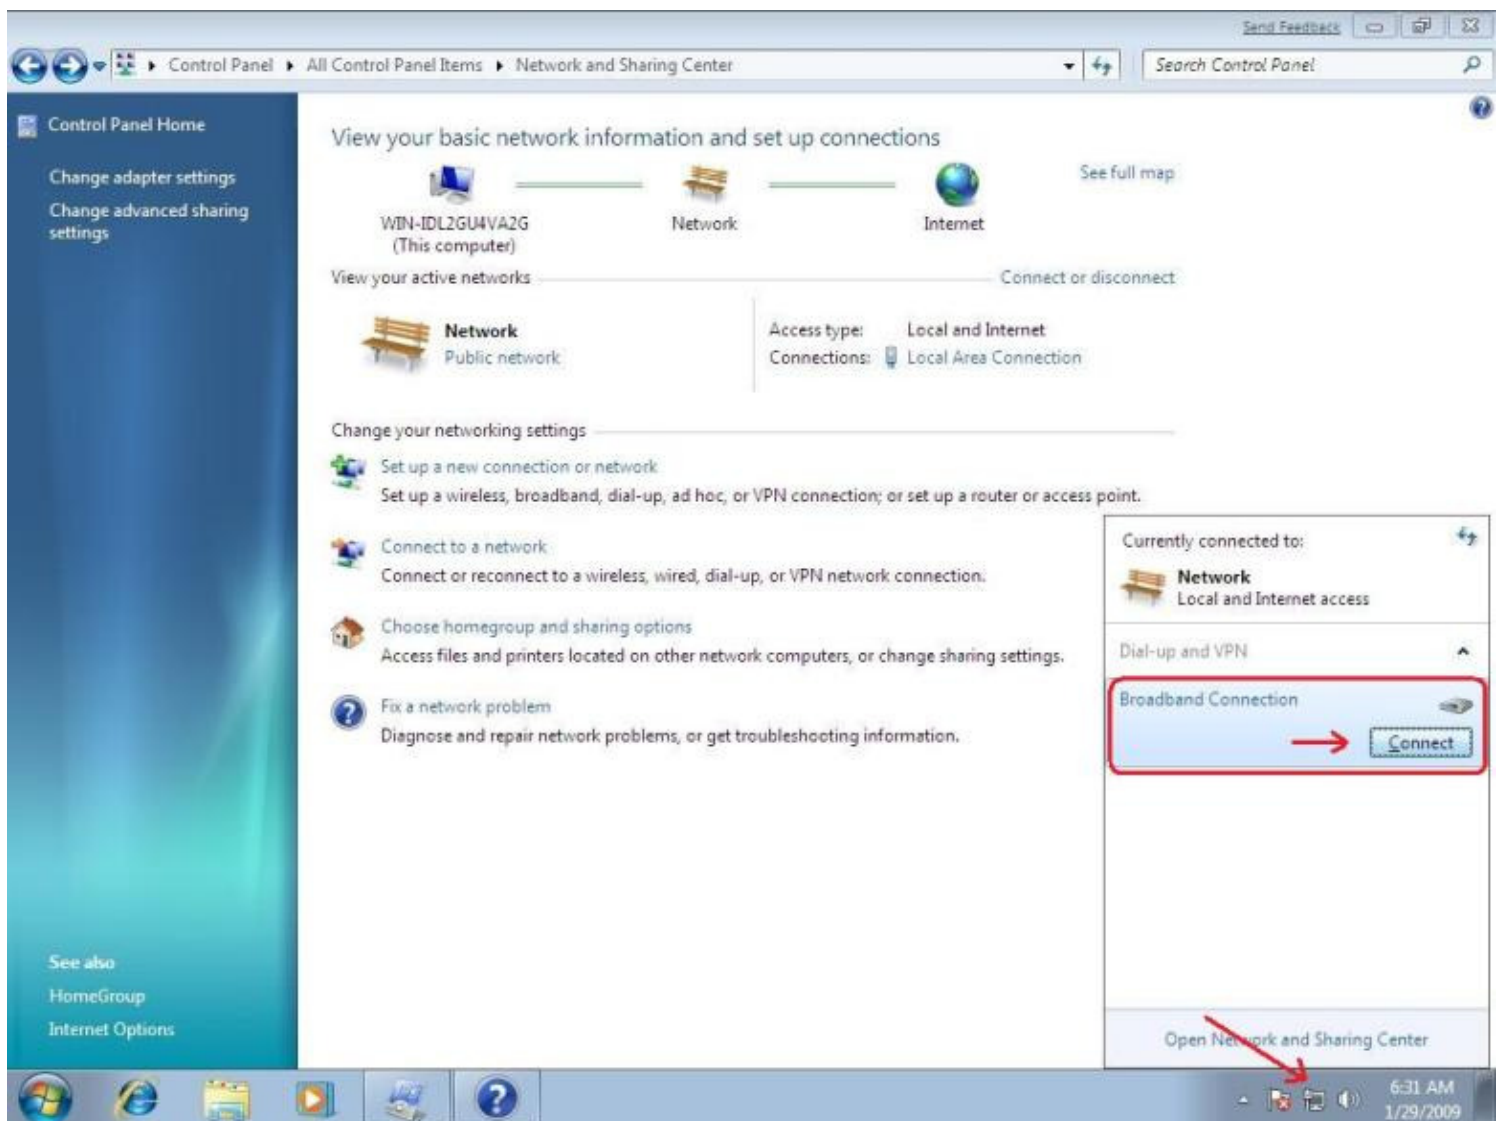 Send Feedback
Control Panel All Control Panel Items Network and Sharing Center
Search Control Panel
Control Panel Home
Change adapter settings
Change advanced sharing
settings
See also
HomeGroup
Internet Options
View your basic network information and set up connections
See full map
WIN-IDL2GU4VA2G
(This computer)
Network
Internet
View your active networks
Connect or disconnect
Network
Public network
Access type: Local and Internet
Connections: Local Area Connection
Change your networking settings
Set up a new connection or network
Set up a wireless, broadband, dial-up, ad hoc, or VPN connection; or set up a router or access point.
Connect to a network
Connect or reconnect to a wireless, wired, dial-up, or VPN network connection.
Choose homegroup and sharing options
Access files and printers located on other network computers, or change sharing settings.
Fix a network problem
Diagnose and repair network problems, or get troubleshooting information.
Currently connected to:
Network
Local and Internet access
Dial-up and VPN
Broadband Connection
Connect
Open Network and Sharing Center
6:31 AM
1/29/2009